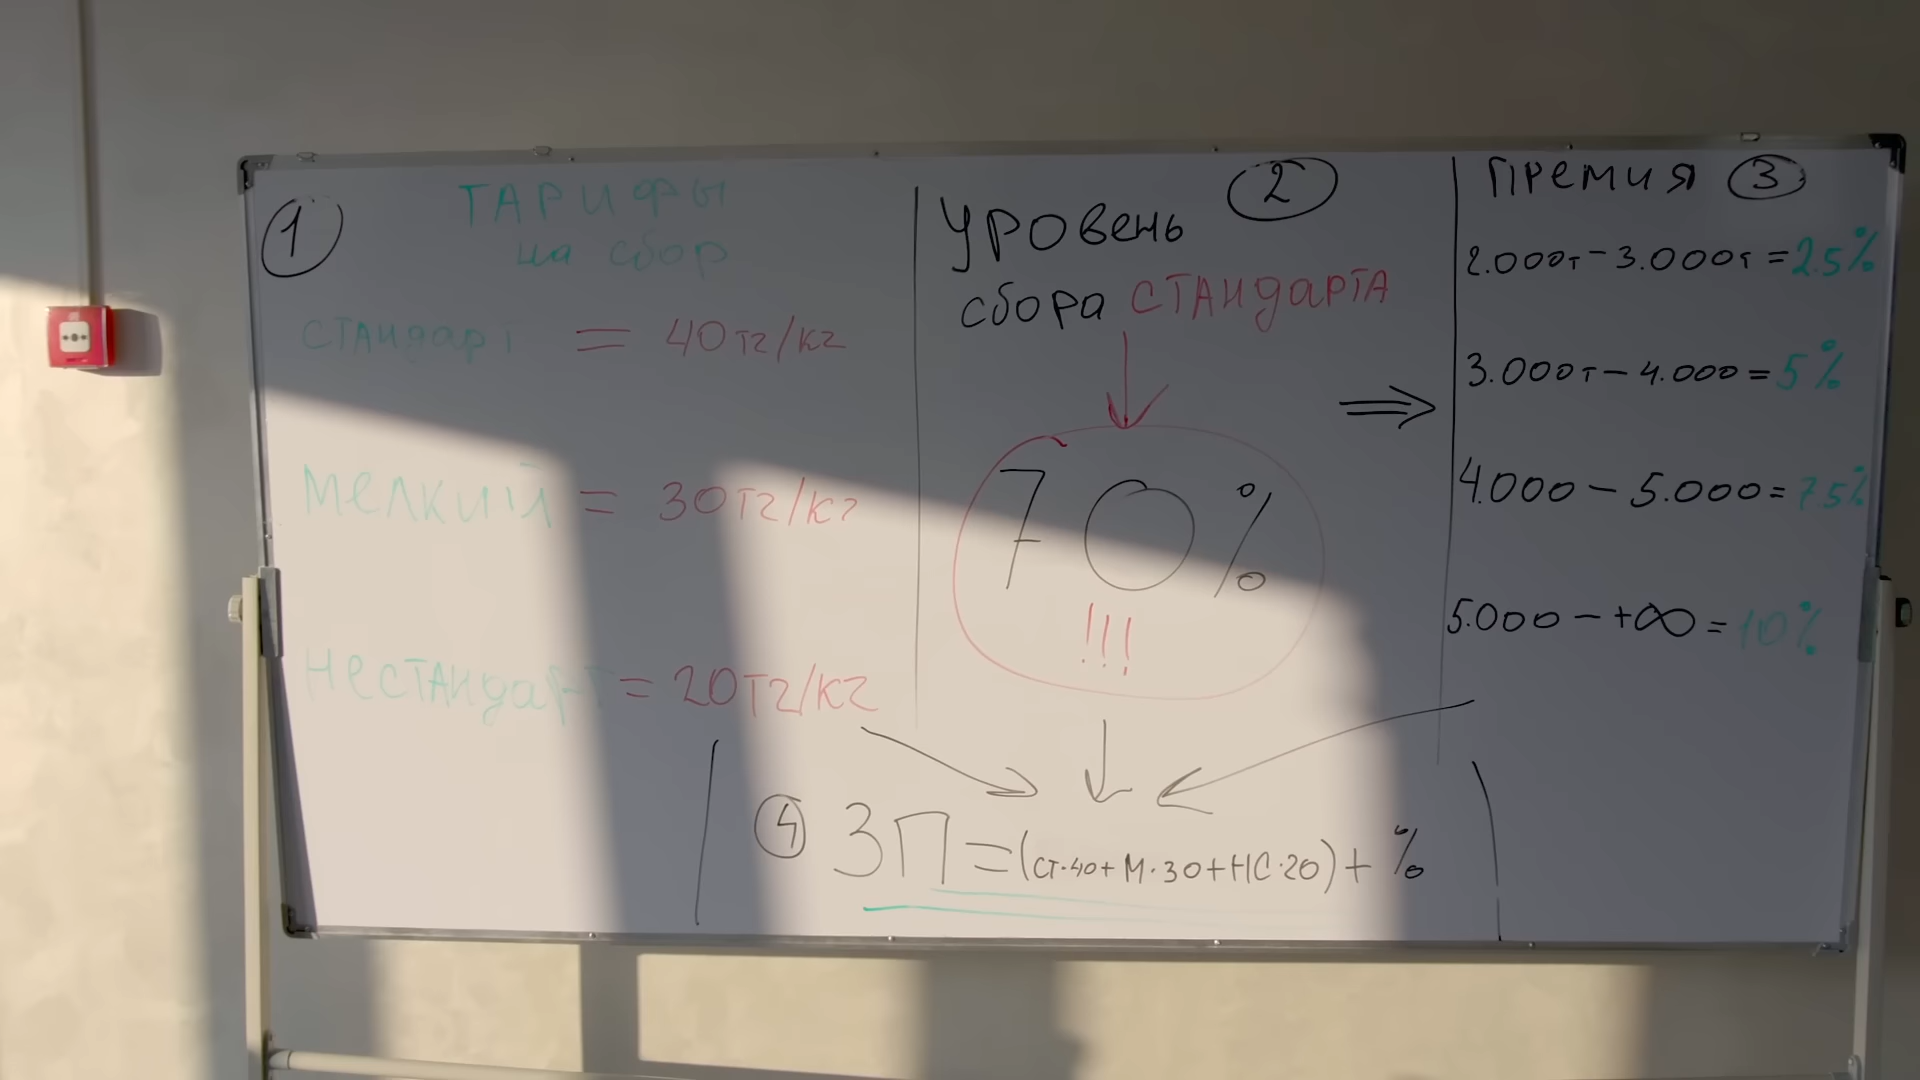 1
ТАРИФЫ
на сбор
СТАНдарт = 40тг/кг
МЕЛКИЙ = 30тг/кг
НЕСТАНдарт = 20тг/кг
2
УРОВЕНЬ
сбора СТАНдарТА
70%
!!!
⇒
ПРЕМИЯ 3
2.000т - 3.000т = 2.5%
3.000т - 4.000 = 5%
4.000 - 5.000 = 7.5%
5.000 - +∞ = 10%
4 ЗП = (СТ·40 + М·30 + НС·20) + %